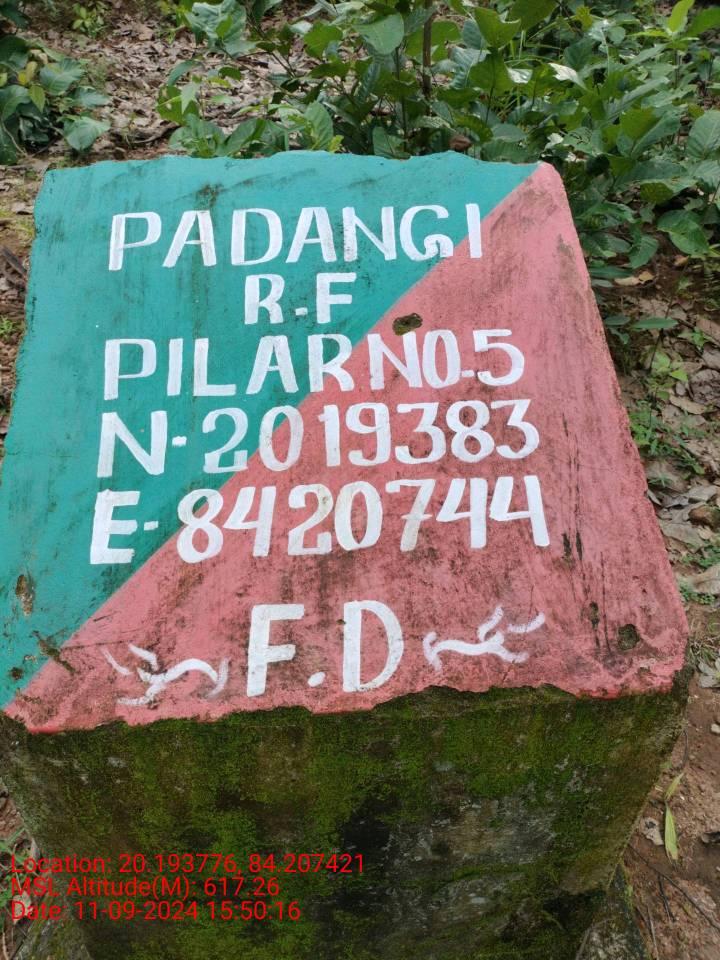 PADANGI
R.F
PILAR NO.5
N-2019383
E-8420744
F.D
Location: 20.193776, 84.207421
MSL Altitude(M): 617.26
Date: 11-09-2024 15:50:16